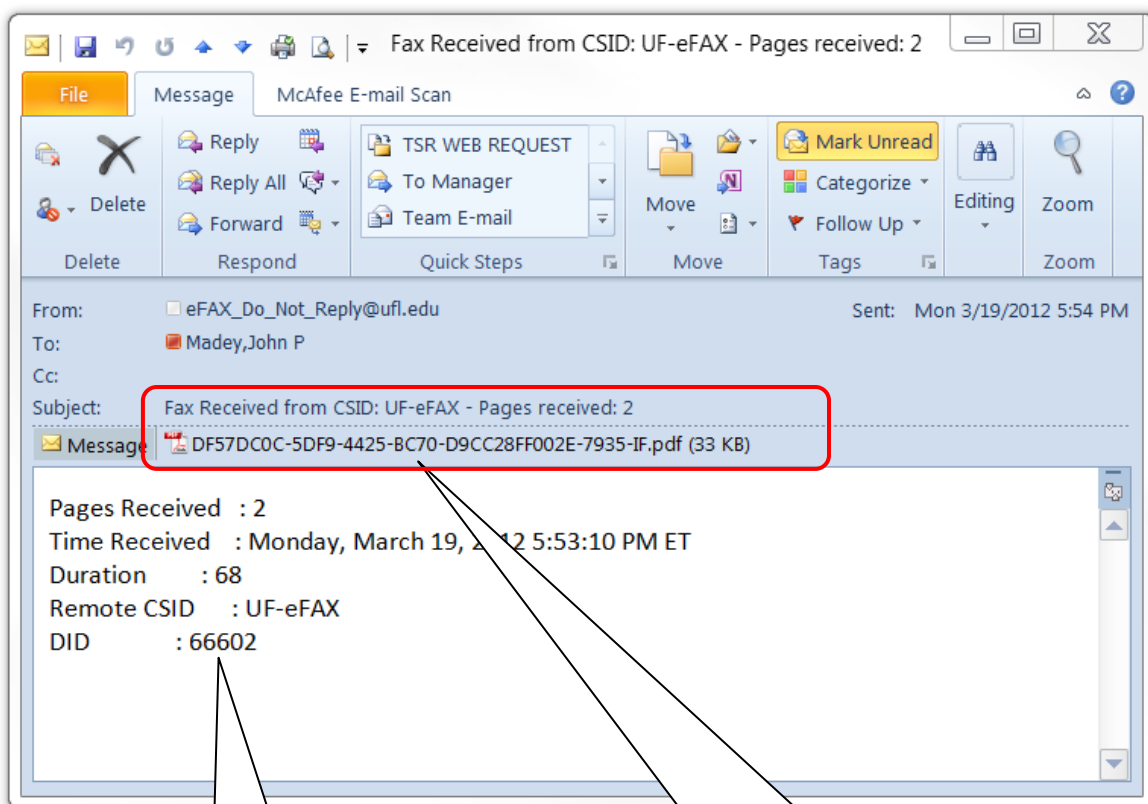 Fax Received from CSID: UF-eFAX - Pages received: 2
File Message McAfee E-mail Scan
Delete
Reply
Reply All
Forward
TSR WEB REQUEST
To Manager
Team E-mail
Move
Mark Unread
Categorize
Follow Up
Editing
Zoom
Delete Respond Quick Steps Move Tags Zoom
From: eFAX_Do_Not_Reply@ufl.edu Sent: Mon 3/19/2012 5:54 PM
To: Madey,John P
Cc:
Subject: Fax Received from CSID: UF-eFAX - Pages received: 2
Message DF57DC0C-5DF9-4425-BC70-D9CC28FF002E-7935-IF.pdf (33 KB)
Pages Received : 2
Time Received : Monday, March 19, 2012 5:53:10 PM ET
Duration : 68
Remote CSID : UF-eFAX
DID : 66602